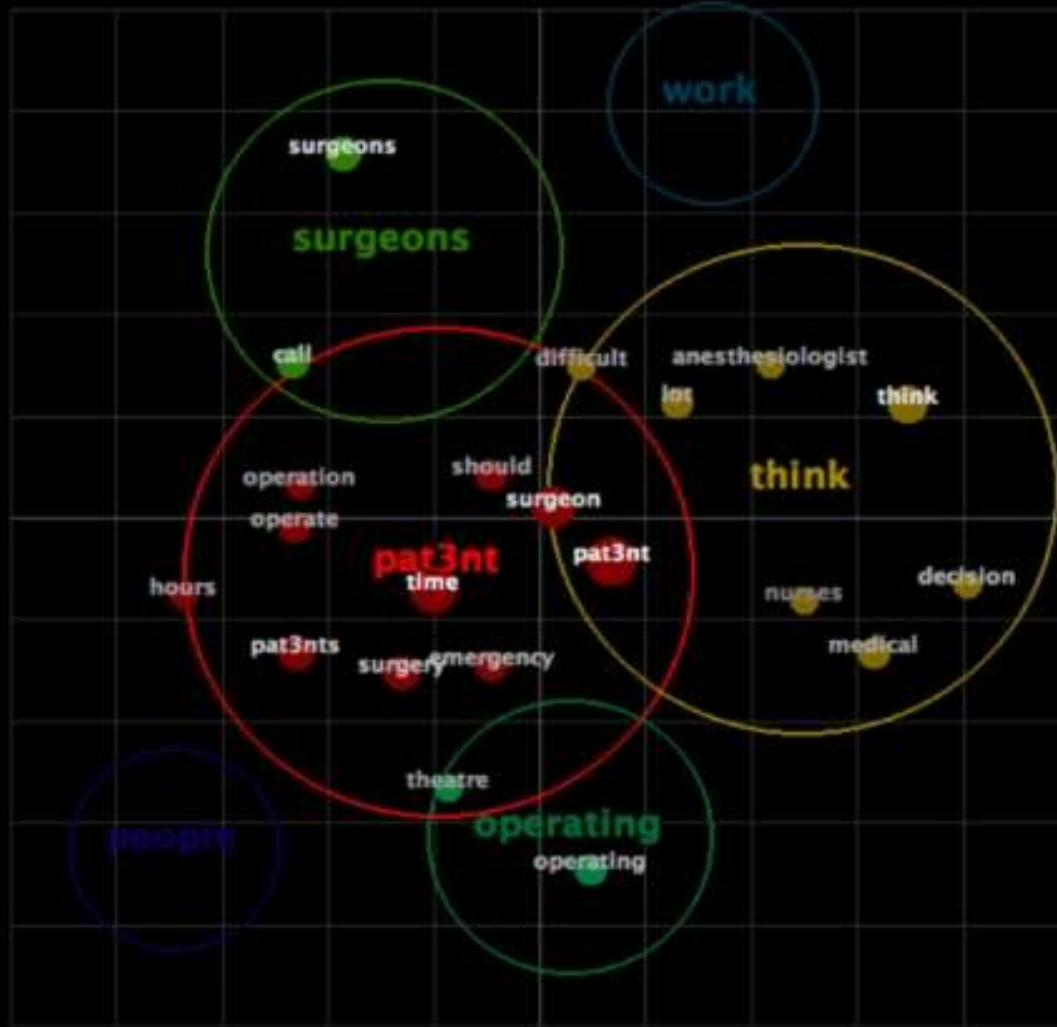 work
surgeons
surgeons
call
difficult
anesthesiologist
lot
think
should
operation
think
surgeon
operate
pat3nt
pat3nt
time
decision
hours
nurses
pat3nts
medical
emergency
surgery
theatre
operating
people
operating